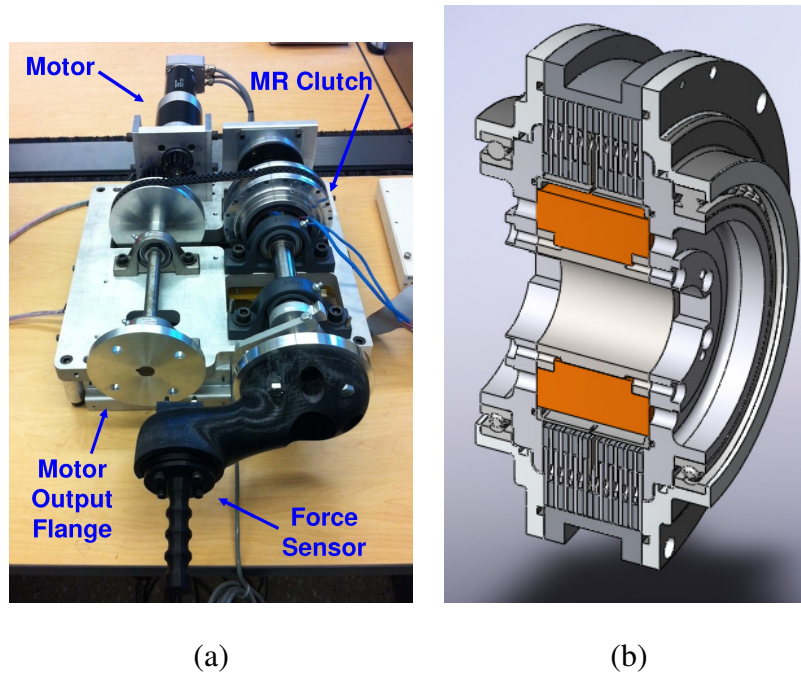 Motor
MR Clutch
Motor
Output
Flange
Force
Sensor
(a)
(b)